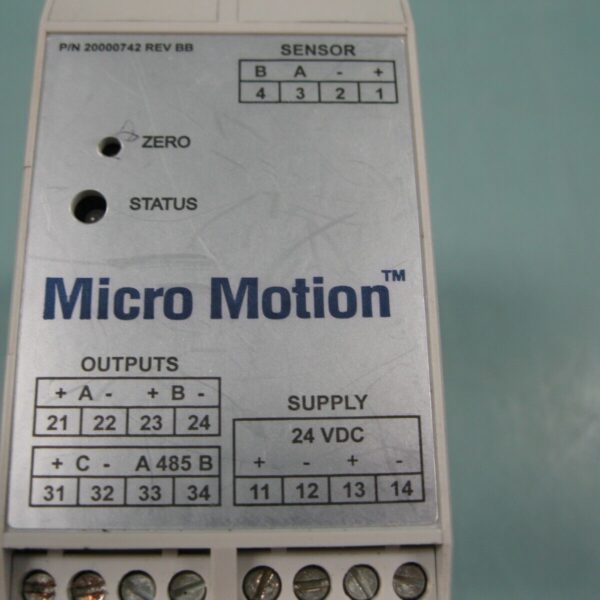 P/N 20000742 REV BB
SENSOR
B A - +
4 3 2 1
ZERO
STATUS
Micro Motion™
OUTPUTS
+ A - + B -
21 22 23 24
+ C - A 485 B
31 32 33 34
SUPPLY
24 VDC
+ - + -
11 12 13 14